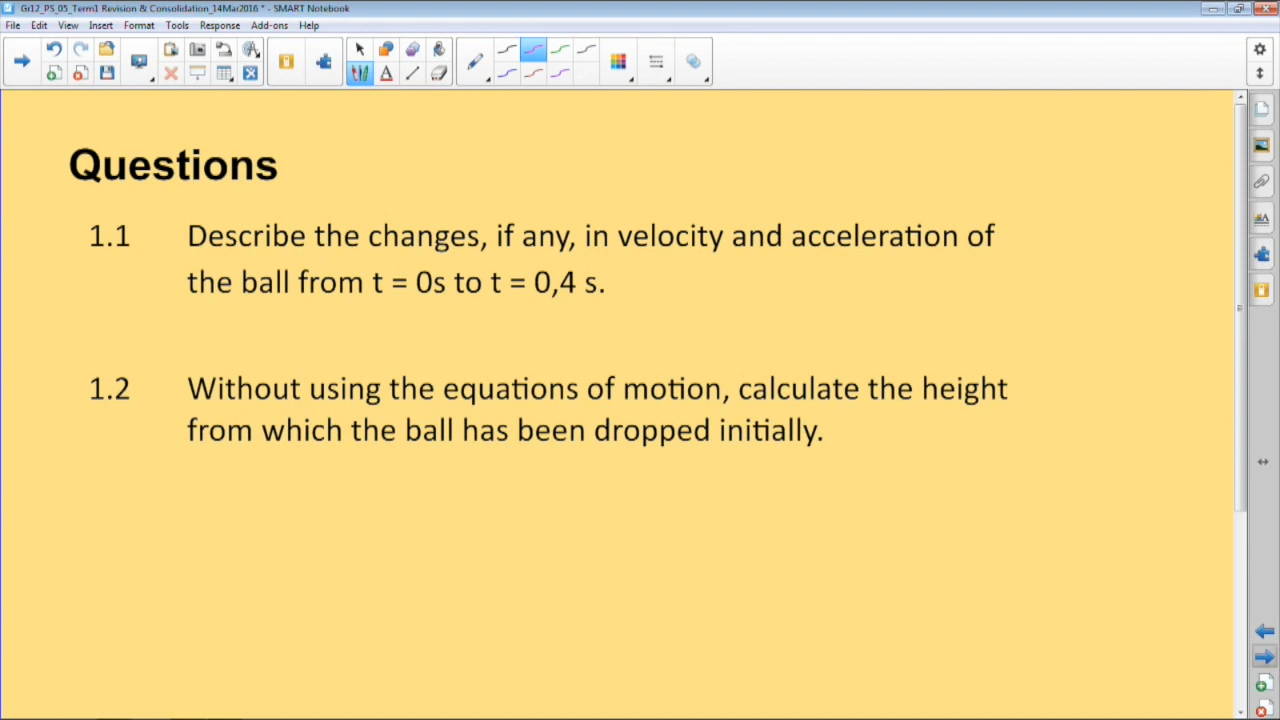 Gr12_PS_05_Term1 Revision & Consolidation_14Mar2016 * - SMART Notebook
File Edit View Insert Format Tools Response Add-ons Help
Questions
1.1 Describe the changes, if any, in velocity and acceleration of
the ball from t = 0s to t = 0,4 s.
1.2 Without using the equations of motion, calculate the height
from which the ball has been dropped initially.